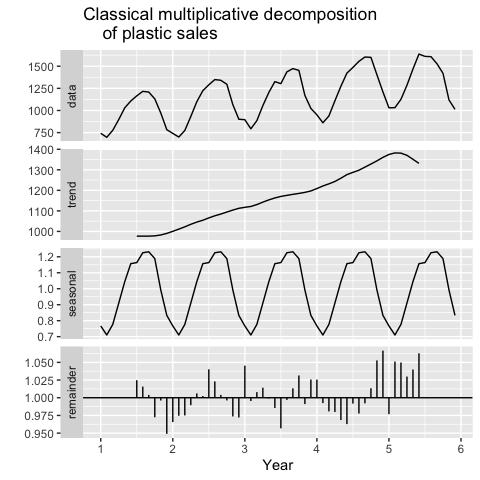 Classical multiplicative decomposition
of plastic sales
1500
1250
1000
750
data
1400
1300
1200
1100
1000
trend
1.2
1.1
1.0
0.9
0.8
0.7
seasonal
1.050
1.025
1.000
0.975
0.950
remainder
1 2 3 4 5 6
Year